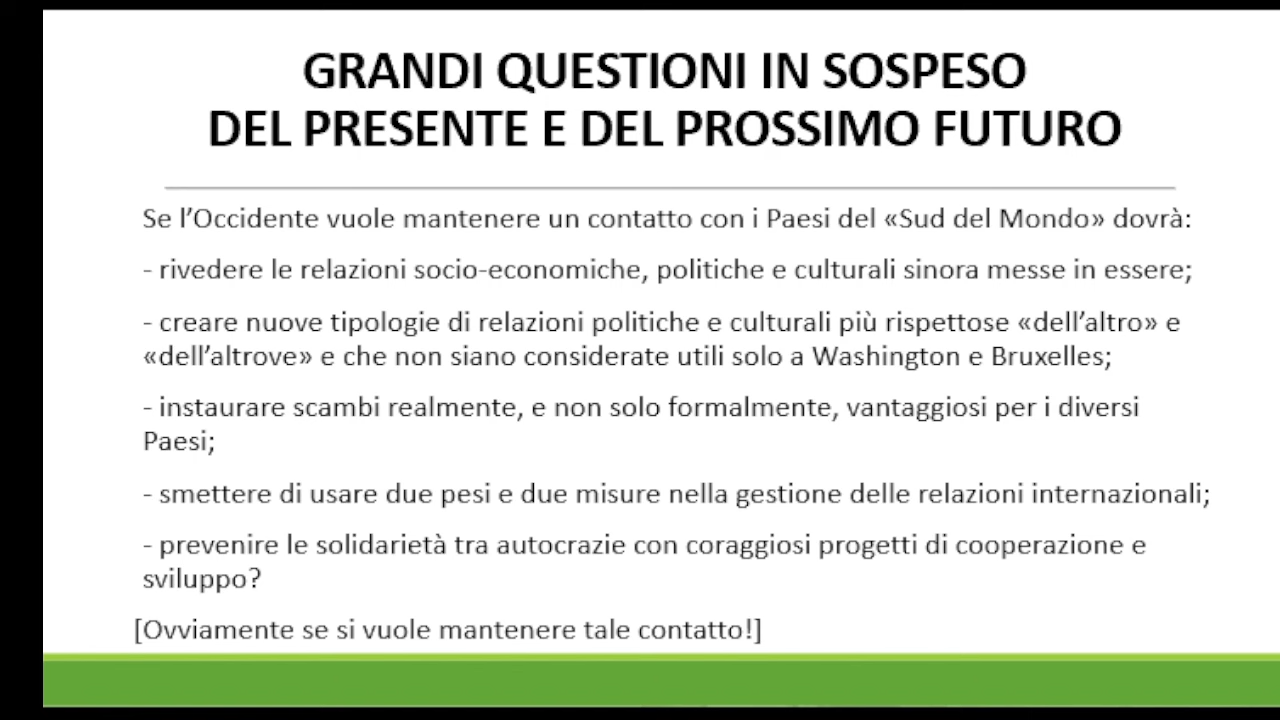 GRANDI QUESTIONI IN SOSPESO
DEL PRESENTE E DEL PROSSIMO FUTURO
Se l’Occidente vuole mantenere un contatto con i Paesi del «Sud del Mondo» dovrà:
- rivedere le relazioni socio-economiche, politiche e culturali sinora messe in essere;
- creare nuove tipologie di relazioni politiche e culturali più rispettose «dell’altro» e
«dell’altrove» e che non siano considerate utili solo a Washington e Bruxelles;
- instaurare scambi realmente, e non solo formalmente, vantaggiosi per i diversi
Paesi;
- smettere di usare due pesi e due misure nella gestione delle relazioni internazionali;
- prevenire le solidarietà tra autocrazie con coraggiosi progetti di cooperazione e
sviluppo?
[Ovviamente se si vuole mantenere tale contatto!]